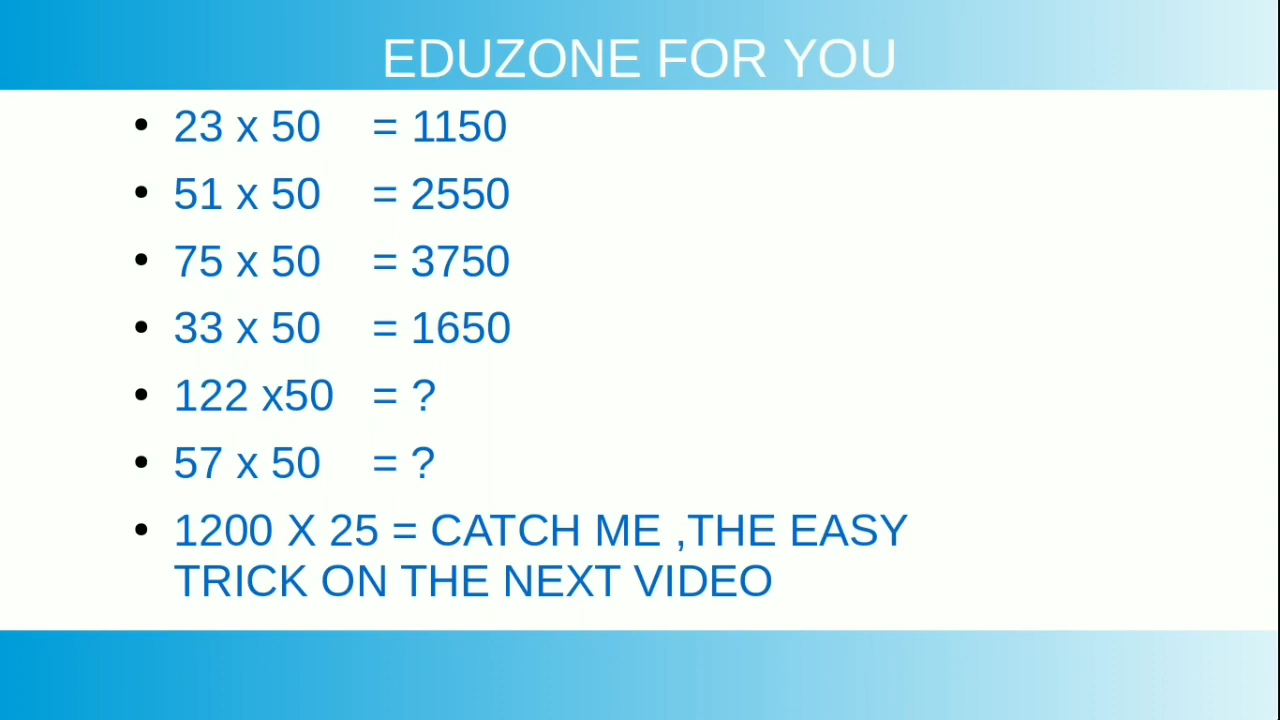 EDUZONE FOR YOU
• 23 x 50 = 1150
• 51 x 50 = 2550
• 75 x 50 = 3750
• 33 x 50 = 1650
• 122 x50 = ?
• 57 x 50 = ?
• 1200 X 25 = CATCH ME ,THE EASY
TRICK ON THE NEXT VIDEO